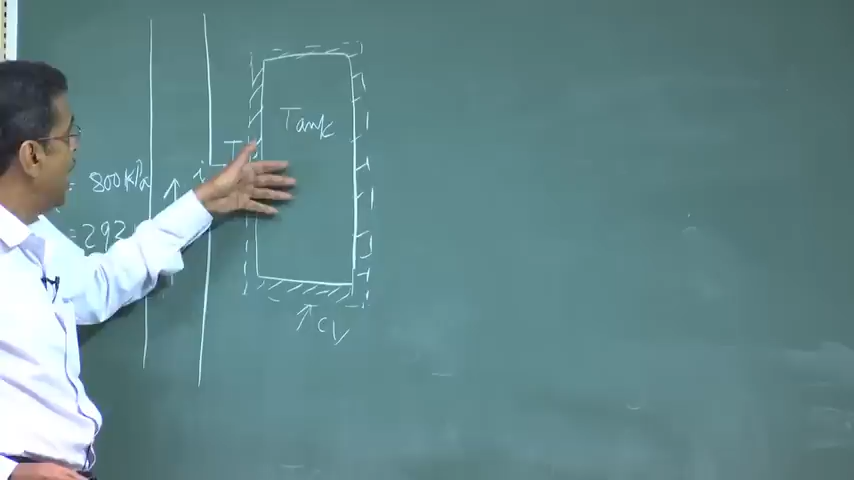 Tank
i
= 800 kPa
= 292
CV